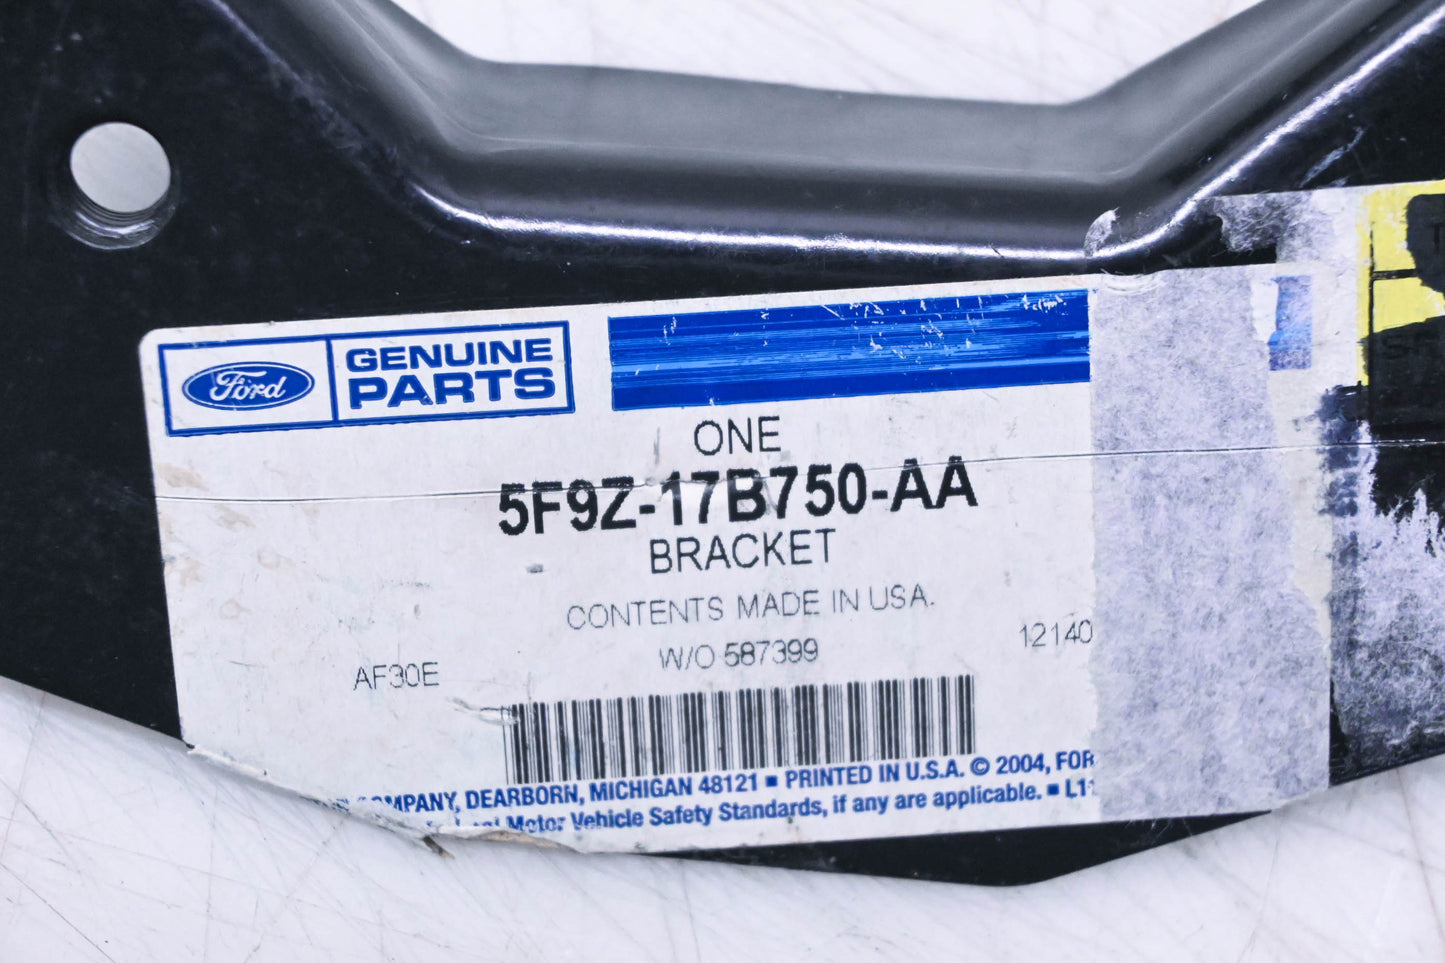 Ford
GENUINE
PARTS
ONE
5F9Z-17B750-AA
BRACKET
CONTENTS MADE IN USA.
W/O 587399
12140
AF30E
COMPANY, DEARBORN, MICHIGAN 48121 ▪ PRINTED IN U.S.A. © 2004, FOR
Motor Vehicle Safety Standards, if any are applicable. ▪ L1